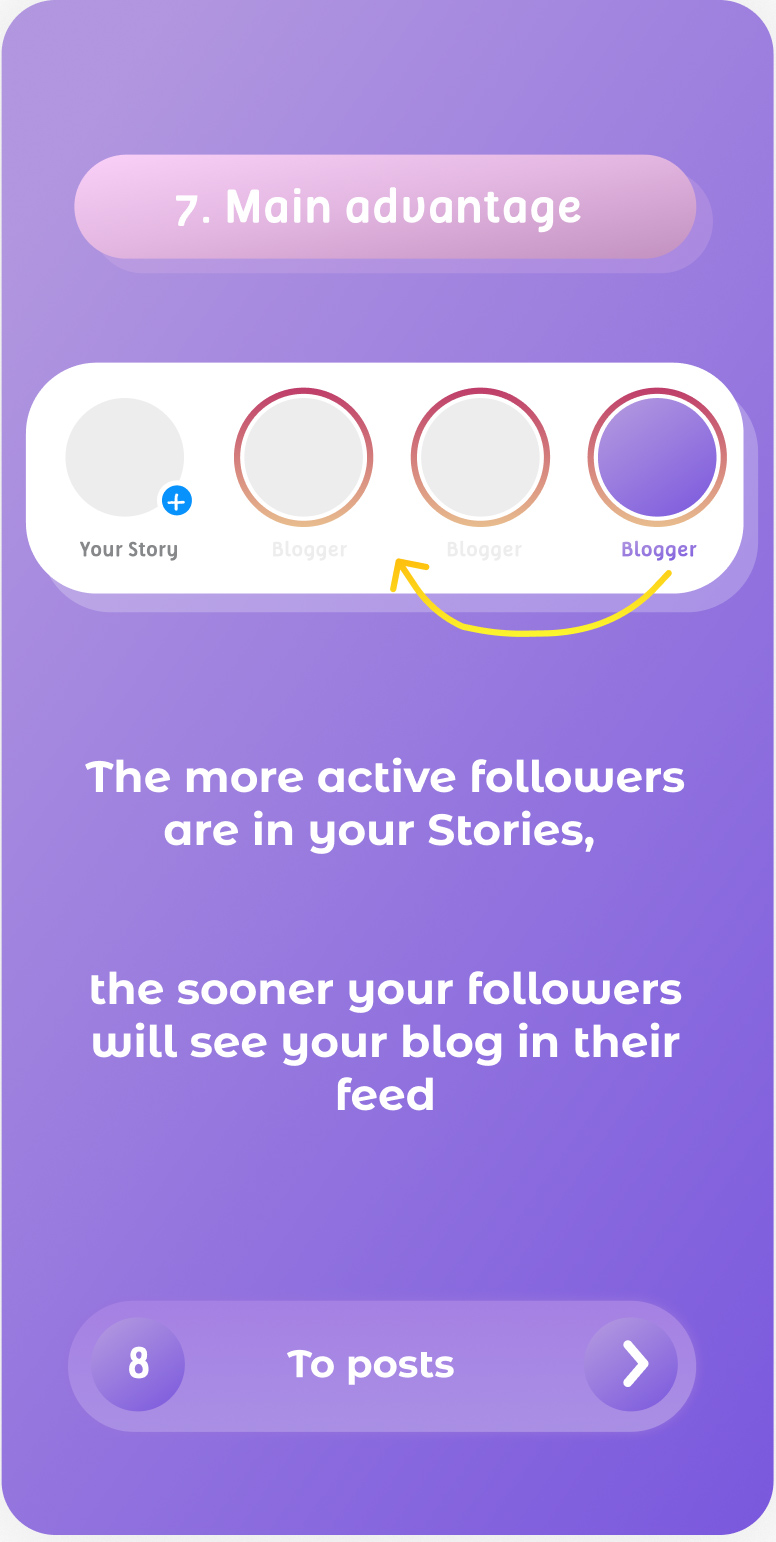 7. Main advantage
Your Story
Blogger
Blogger
Blogger
The more active followers
are in your Stories,
the sooner your followers
will see your blog in their
feed
8
To posts